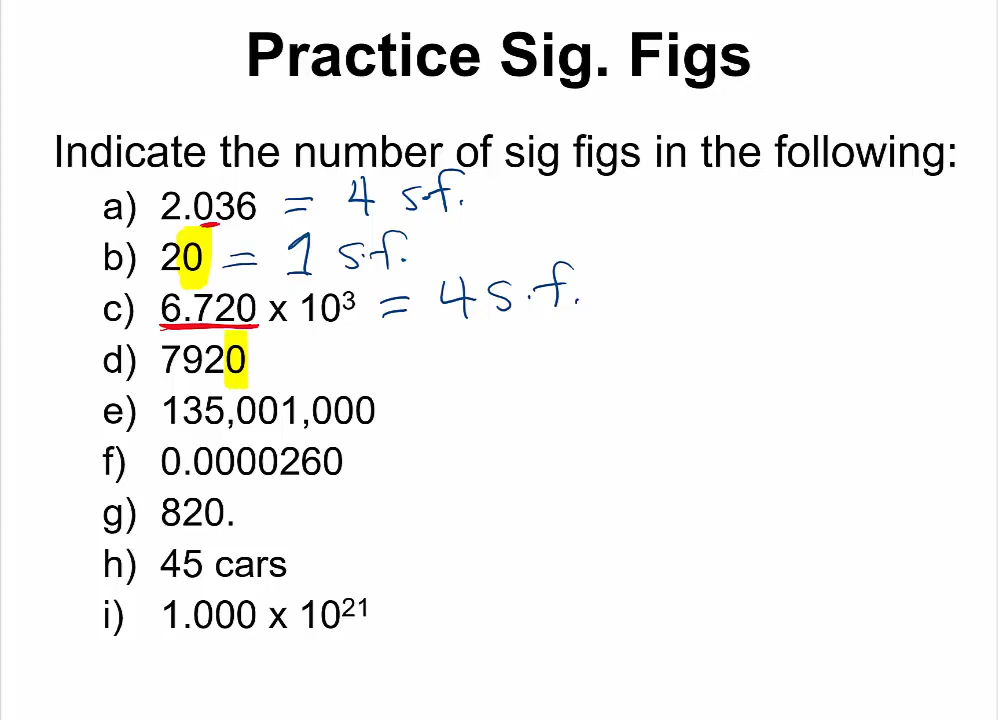 Practice Sig. Figs
Indicate the number of sig figs in the following:
a) 2.036 = 4 s.f.
b) 20 = 1 s.f.
c) 6.720 x 10³ = 4 s.f.
d) 7920
e) 135,001,000
f) 0.0000260
g) 820.
h) 45 cars
i) 1.000 x 10²¹